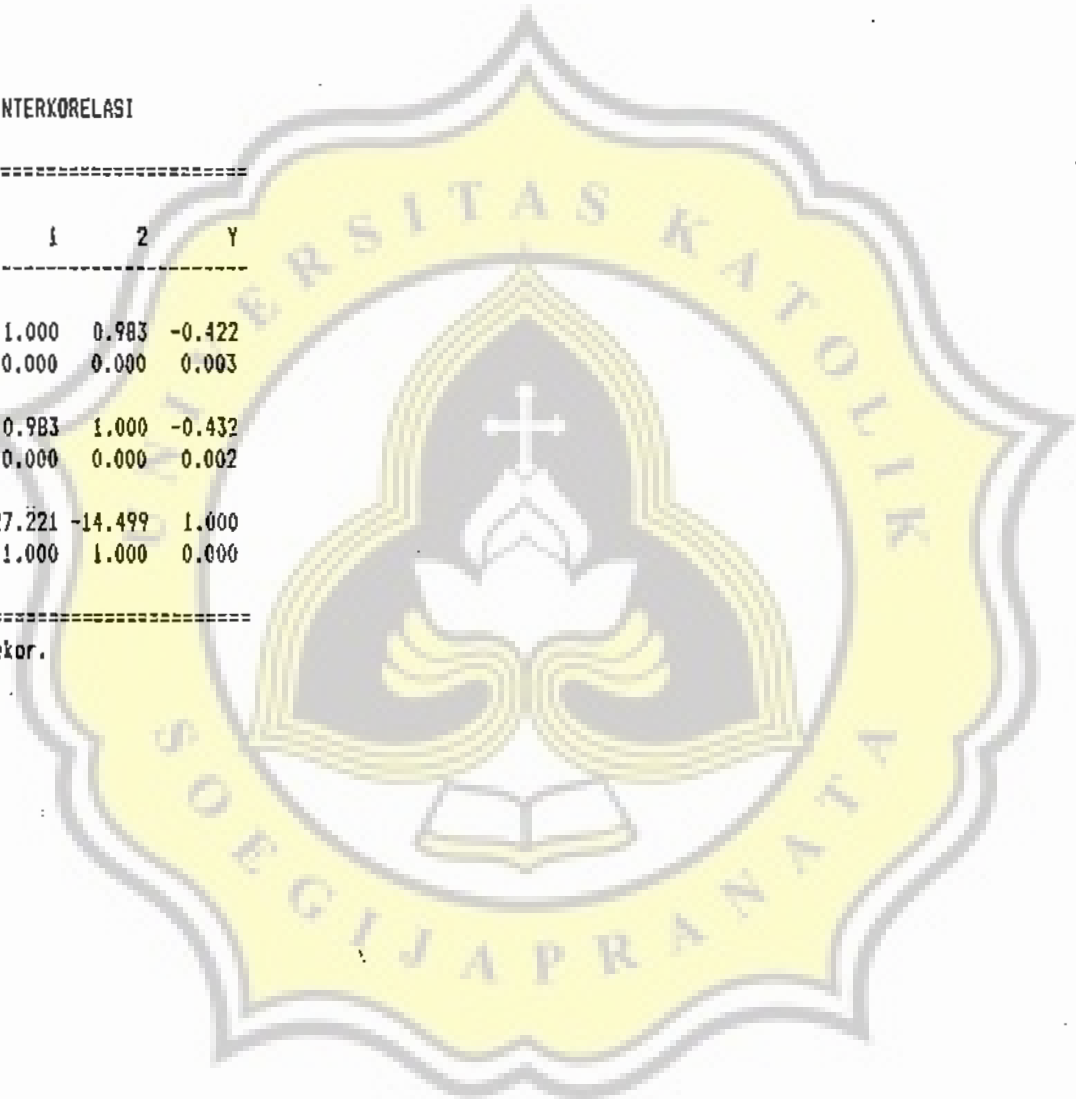 NTERKORELASI
==========================
1 2 Y
--------------------------
1.000 0.983 -0.422
0.000 0.000 0.003
0.983 1.000 -0.432
0.000 0.000 0.002
27.221 -14.499 1.000
1.000 1.000 0.000
==========================
ekor.
UNIVERSITAS KATOLIK
SOEGIJAPRANATA